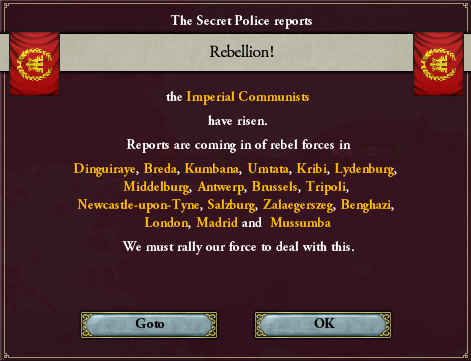 The Secret Police reports
Rebellion!
the Imperial Communists
have risen.
Reports are coming in of rebel forces in
Dinguiraye, Breda, Kumbana, Umtata, Kribi, Lydenburg,
Middelburg, Antwerp, Brussels, Tripoli,
Newcastle-upon-Tyne, Salzburg, Zalaegerszeg, Benghazi,
London, Madrid and Mussumba
We must rally our force to deal with this.
Goto OK